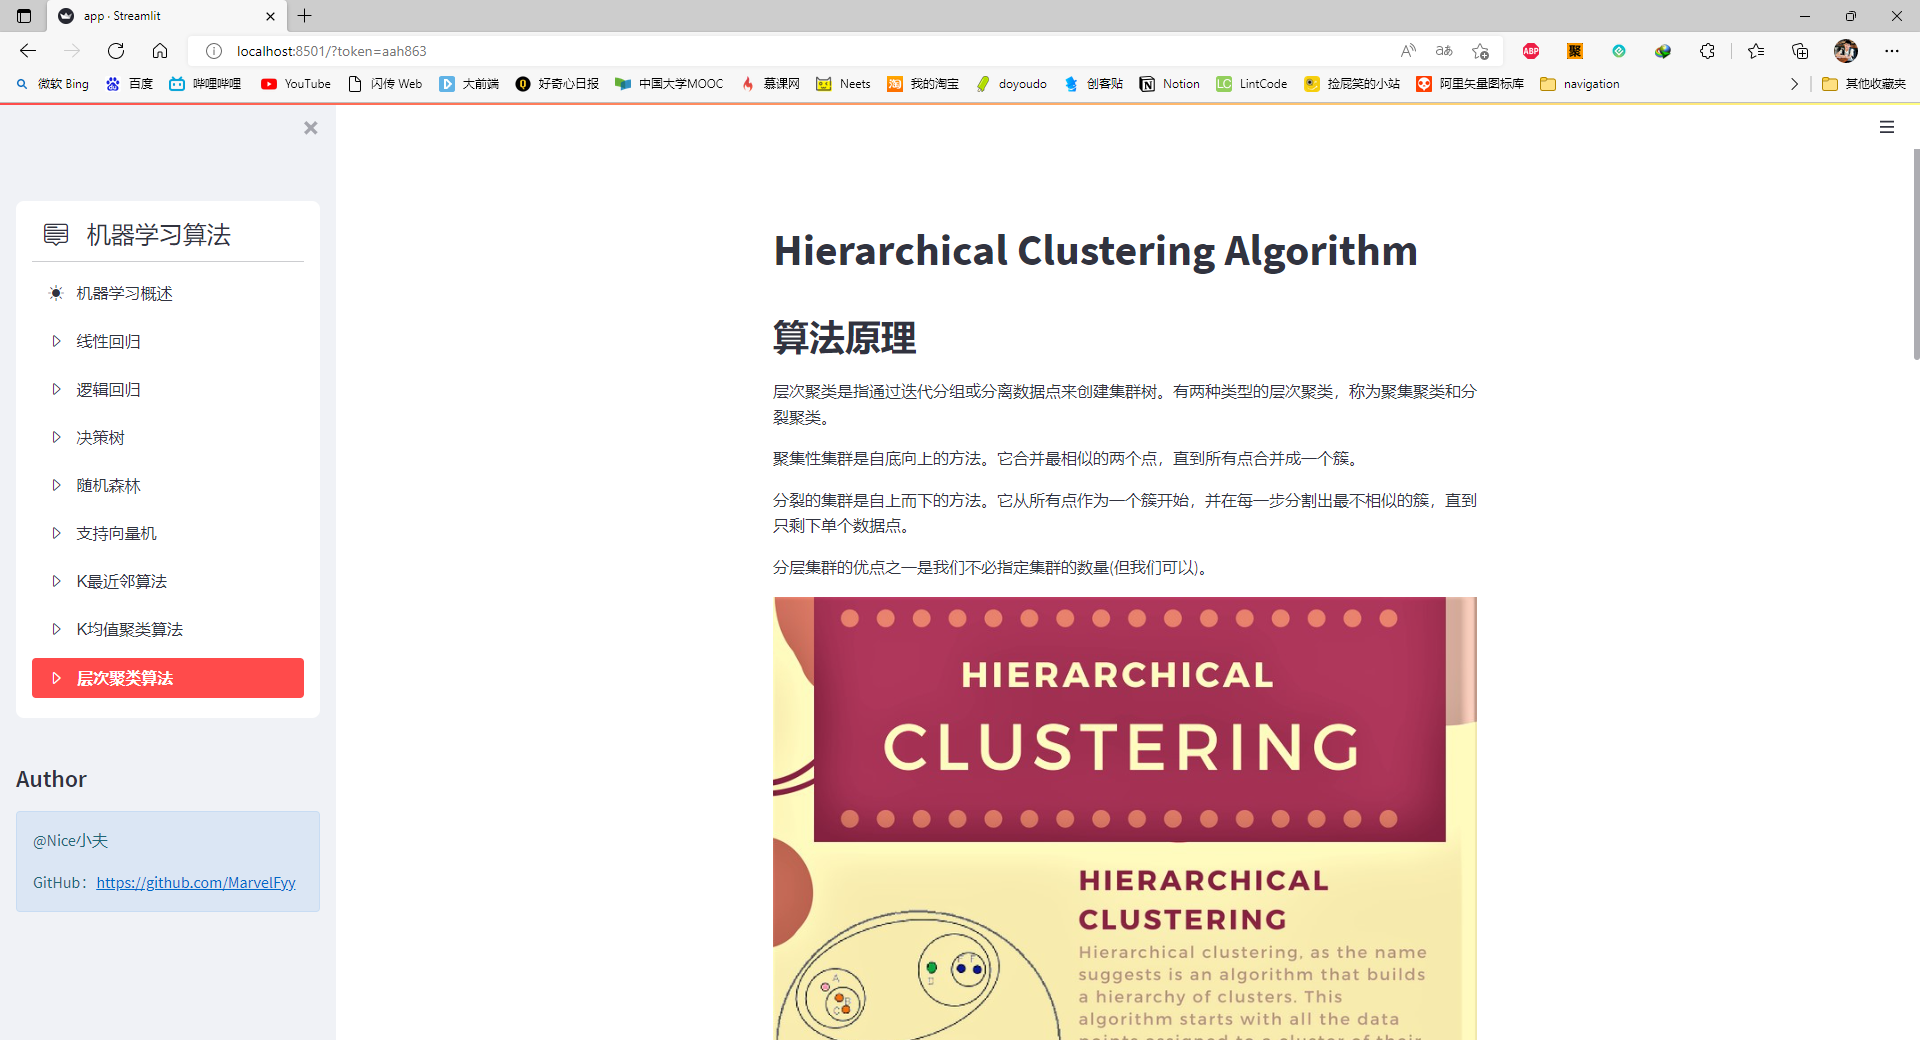 app · Streamlit
localhost:8501/?token=aah863
微软 Bing
百度
哔哩哔哩
YouTube
闪传 Web
大前端
好奇心日报
中国大学MOOC
慕课网
Neets
我的淘宝
doyoudo
创客贴
Notion
LintCode
捡屁笑的小站
阿里矢量图标库
navigation
其他收藏夹
机器学习算法
机器学习概述
线性回归
逻辑回归
决策树
随机森林
支持向量机
K最近邻算法
K均值聚类算法
层次聚类算法
Author
@Nice小夫
GitHub：https://github.com/MarvelFyy
Hierarchical Clustering Algorithm
算法原理
层次聚类是指通过迭代分组或分离数据点来创建集群树。有两种类型的层次聚类，称为聚集聚类和分
裂聚类。
聚集性集群是自底向上的方法。它合并最相似的两个点，直到所有点合并成一个簇。
分裂的集群是自上而下的方法。它从所有点作为一个簇开始，并在每一步分割出最不相似的簇，直到
只剩下单个数据点。
分层集群的优点之一是我们不必指定集群的数量(但我们可以)。
HIERARCHICAL
CLUSTERING
HIERARCHICAL
CLUSTERING
Hierarchical clustering, as the name
suggests is an algorithm that builds
a hierarchy of clusters. This
algorithm starts with all the data
points assigned to a cluster of their
A
B
C